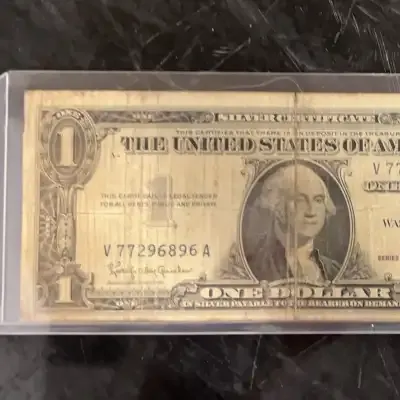 ONE
SILVER CERTIFICATE
THIS CERTIFIES THAT THERE IS ON DEPOSIT IN THE TREASURY
1
THE UNITED STATES OF AM
V 77
THIS CERTIFICATE IS LEGAL TENDER
FOR ALL DEBTS, PUBLIC AND PRIVATE
WAS
V 77296896 A
SERIES
1
ONE
ONE DOLLAR
IN SILVER PAYABLE TO THE BEARER ON DEMAN